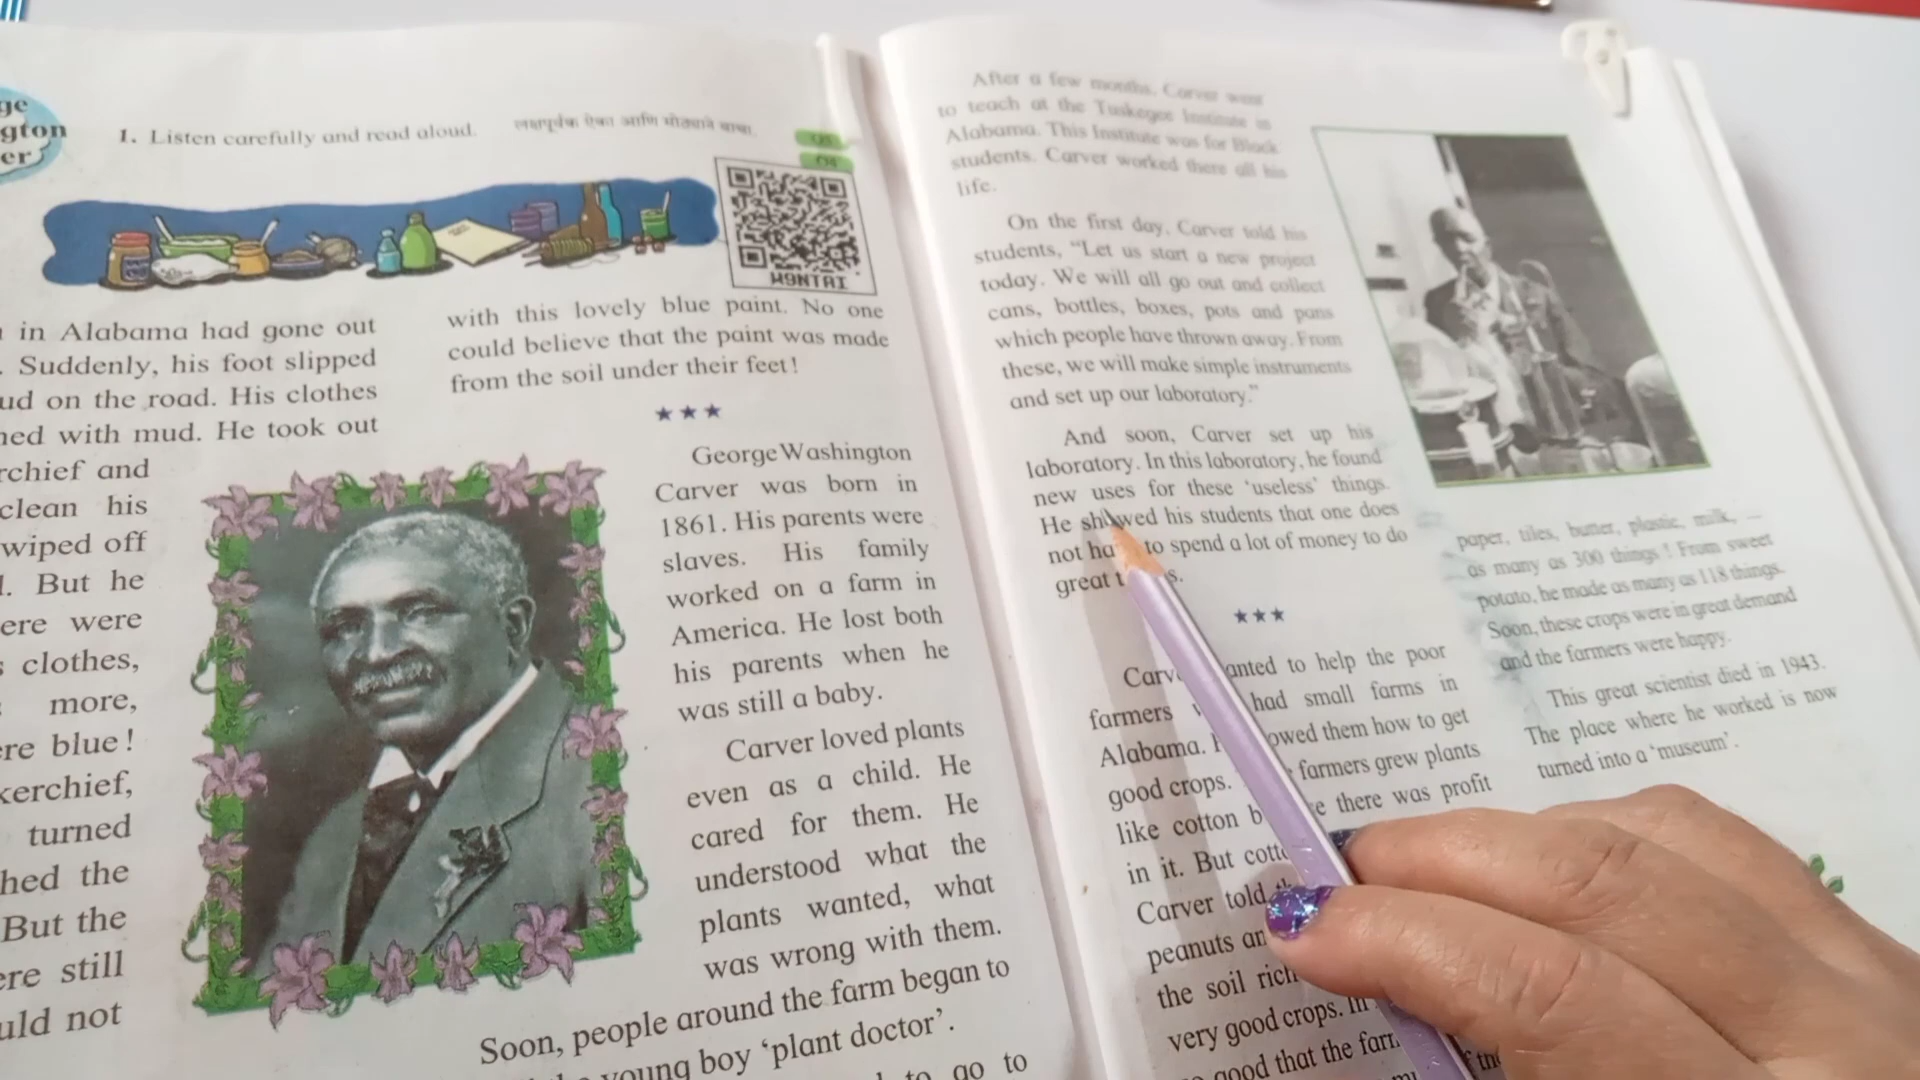 ge
gton
er
1. Listen carefully and read aloud.
लक्षपूर्वक ऐका आणि मोठ्याने वाचा.
W9NTAI
in Alabama had gone out
. Suddenly, his foot slipped
ud on the road. His clothes
ned with mud. He took out
rchief and
clean his
wiped off
. But he
ere were
clothes,
more,
re blue!
kerchief,
turned
hed the
But the
ere still
uld not
with this lovely blue paint. No one
could believe that the paint was made
from the soil under their feet!
★★★
George Washington
Carver was born in
1861. His parents were
slaves. His family
worked on a farm in
America. He lost both
his parents when he
was still a baby.
Carver loved plants
even as a child. He
cared for them. He
understood what the
plants wanted, what
was wrong with them.
Soon, people around the farm began to
young boy ‘plant doctor’.
to go to
After a few months, Carver went
to teach at the Tuskegee Institute in
Alabama. This Institute was for Black
students. Carver worked there all his
life.
On the first day, Carver told his
students, “Let us start a new project
today. We will all go out and collect
cans, bottles, boxes, pots and pans
which people have thrown away. From
these, we will make simple instruments
and set up our laboratory.”
And soon, Carver set up his
laboratory. In this laboratory, he found
new uses for these ‘useless’ things.
He showed his students that one does
not ha to spend a lot of money to do
great t s.
★★★
Carv anted to help the poor
farmers had small farms in
Alabama. owed them how to get
good crops. farmers grew plants
like cotton b e there was profit
in it. But cott
Carver told
peanuts an
the soil rich
very good crops. In
good that the farm
paper, tiles, butter, plastic, milk, ...
as many as 300 things! From sweet
potato, he made as many as 118 things.
Soon, these crops were in great demand
and the farmers were happy.
This great scientist died in 1943.
The place where he worked is now
turned into a ‘museum’.